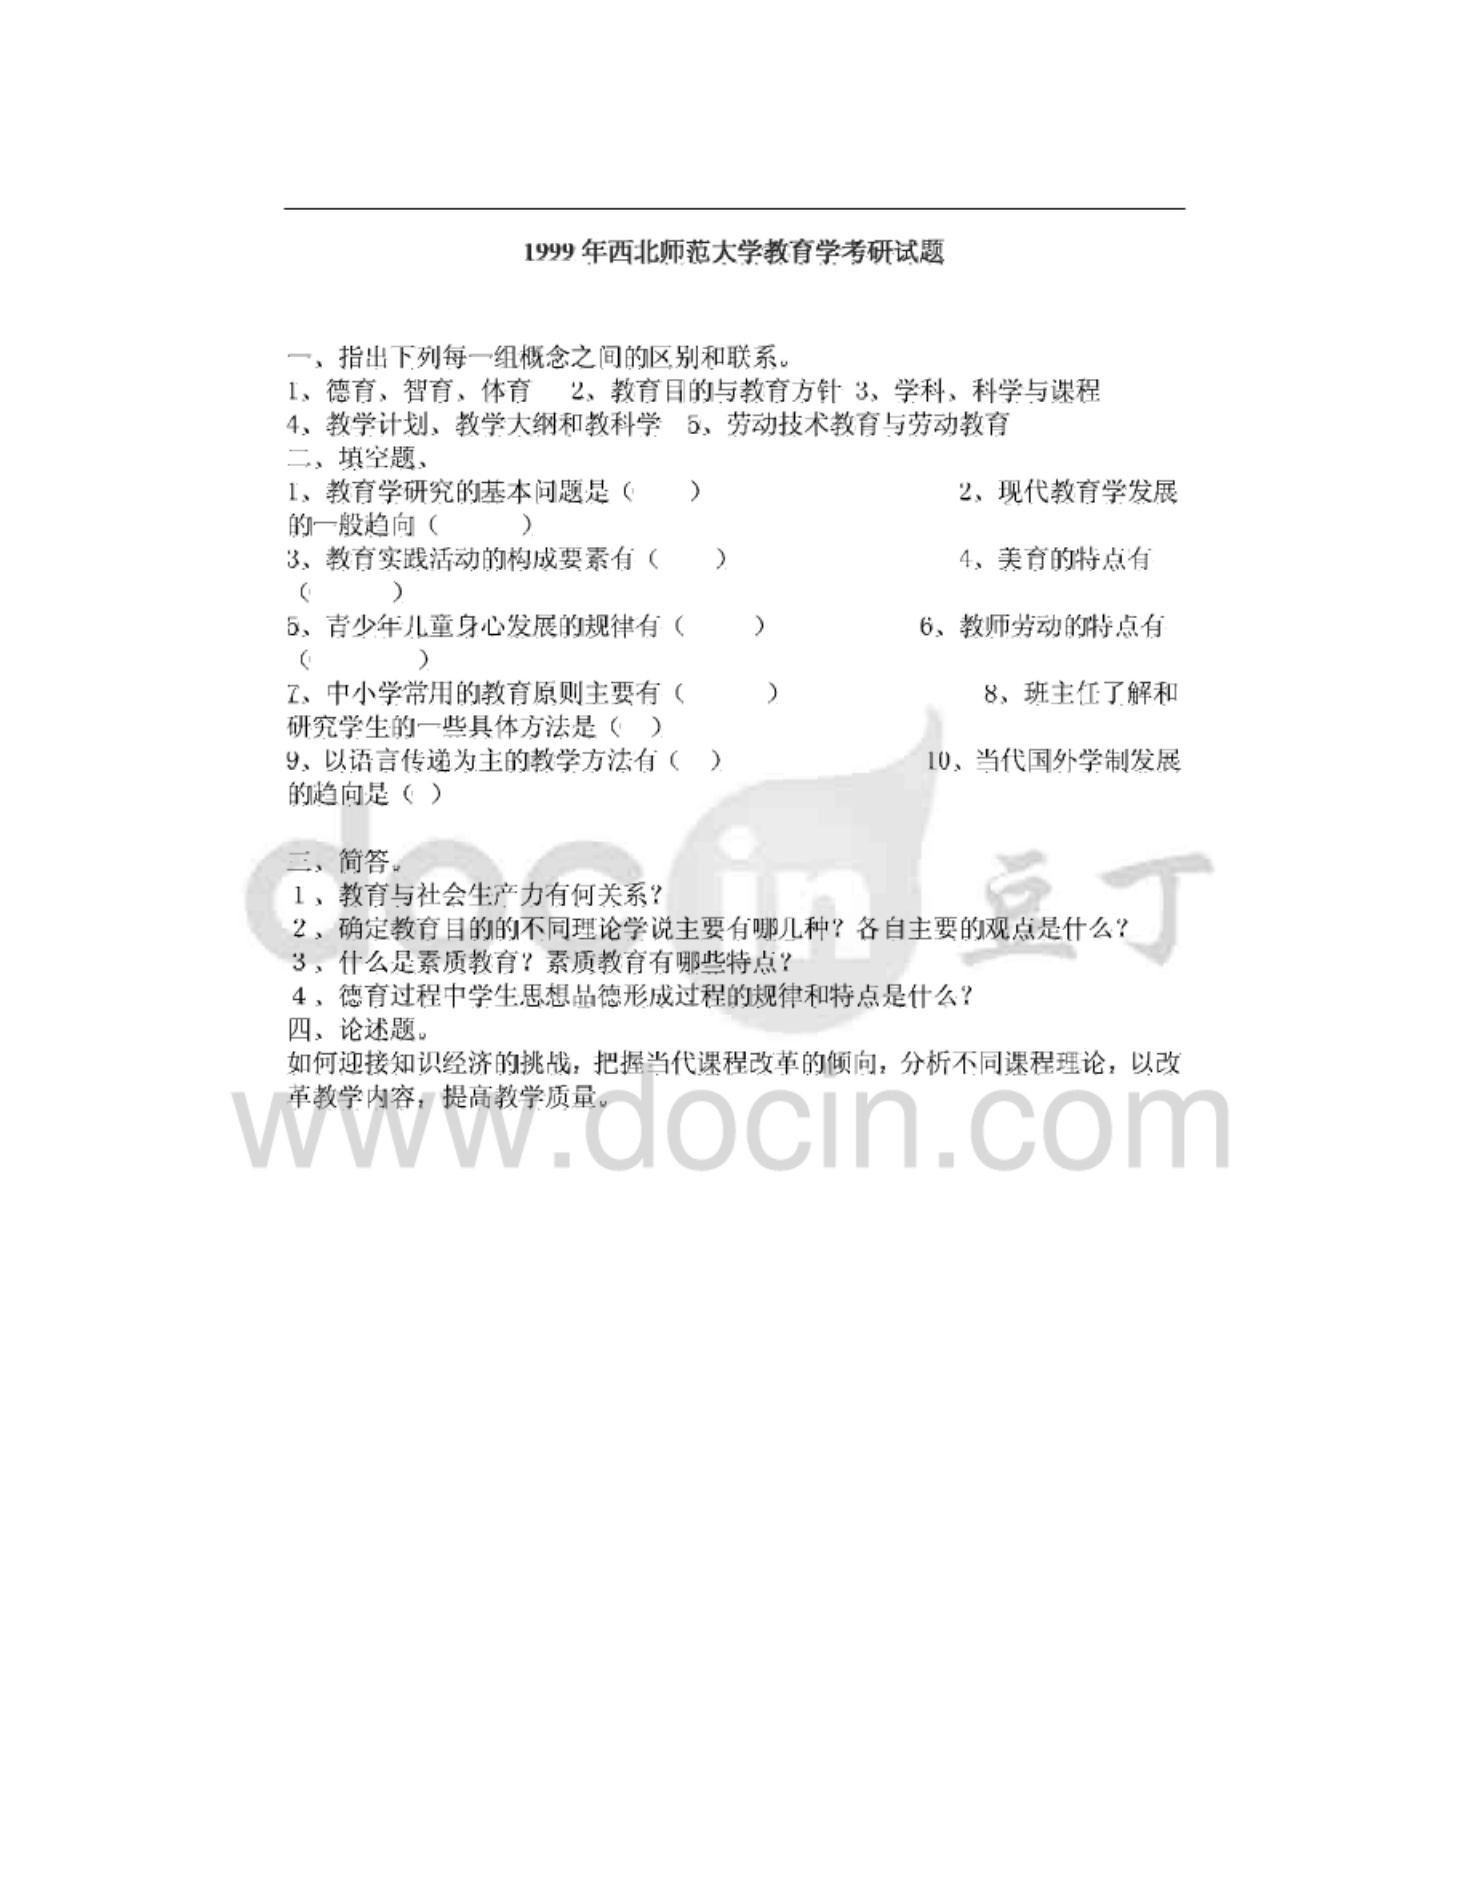 1999 年西北师范大学教育学考研试题
一、指出下列每一组概念之间的区别和联系。
1、德育、智育、体育 2、教育目的与教育方针 3、学科、科学与课程
4、教学计划、教学大纲和教科学 5、劳动技术教育与劳动教育
二、填空题、
1、教育学研究的基本问题是（ ） 2、现代教育学发展
的一般趋向（ ）
3、教育实践活动的构成要素有（ ） 4、美育的特点有
（ ）
5、青少年儿童身心发展的规律有（ ） 6、教师劳动的特点有
（ ）
7、中小学常用的教育原则主要有（ ） 8、班主任了解和
研究学生的一些具体方法是（ ）
9、以语言传递为主的教学方法有（ ） 10、当代国外学制发展
的趋向是（ ）
三、简答。
１、教育与社会生产力有何关系？
２、确定教育目的的不同理论学说主要有哪几种？各自主要的观点是什么？
３、什么是素质教育？素质教育有哪些特点？
４、德育过程中学生思想品德形成过程的规律和特点是什么？
四、论述题。
如何迎接知识经济的挑战，把握当代课程改革的倾向，分析不同课程理论，以改
革教学内容，提高教学质量。
docin 豆丁
www.docin.com